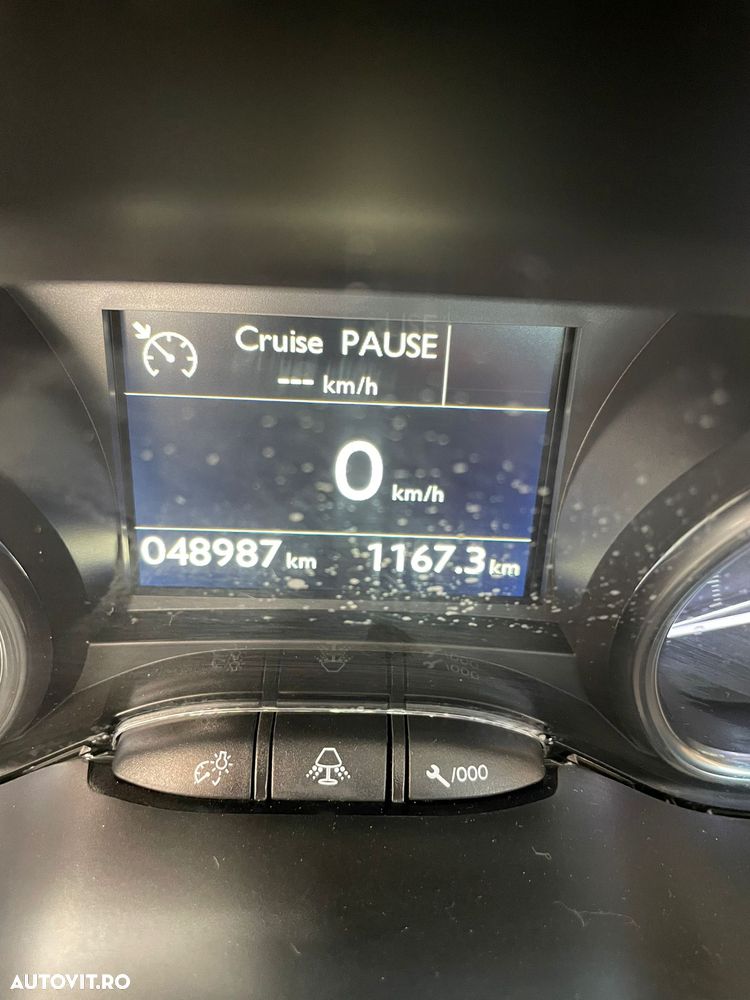 Cruise PAUSE
--- km/h
0 km/h
048987 km 1167.3 km
/000
AUTOVIT.RO